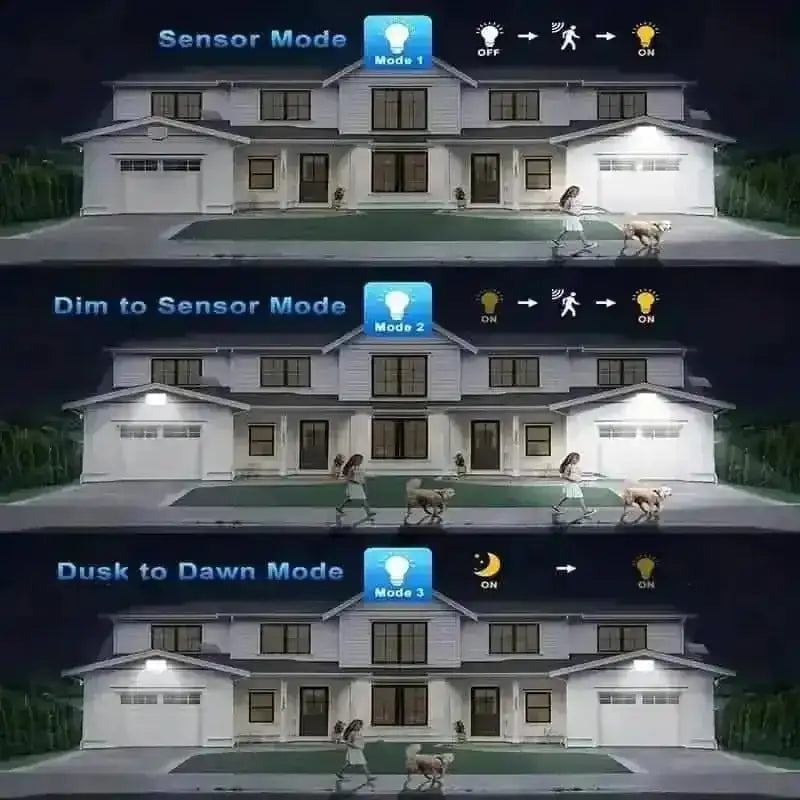 Sensor Mode
Mode 1
OFF
ON
Dim to Sensor Mode
Mode 2
ON
ON
Dusk to Dawn Mode
Mode 3
ON
ON